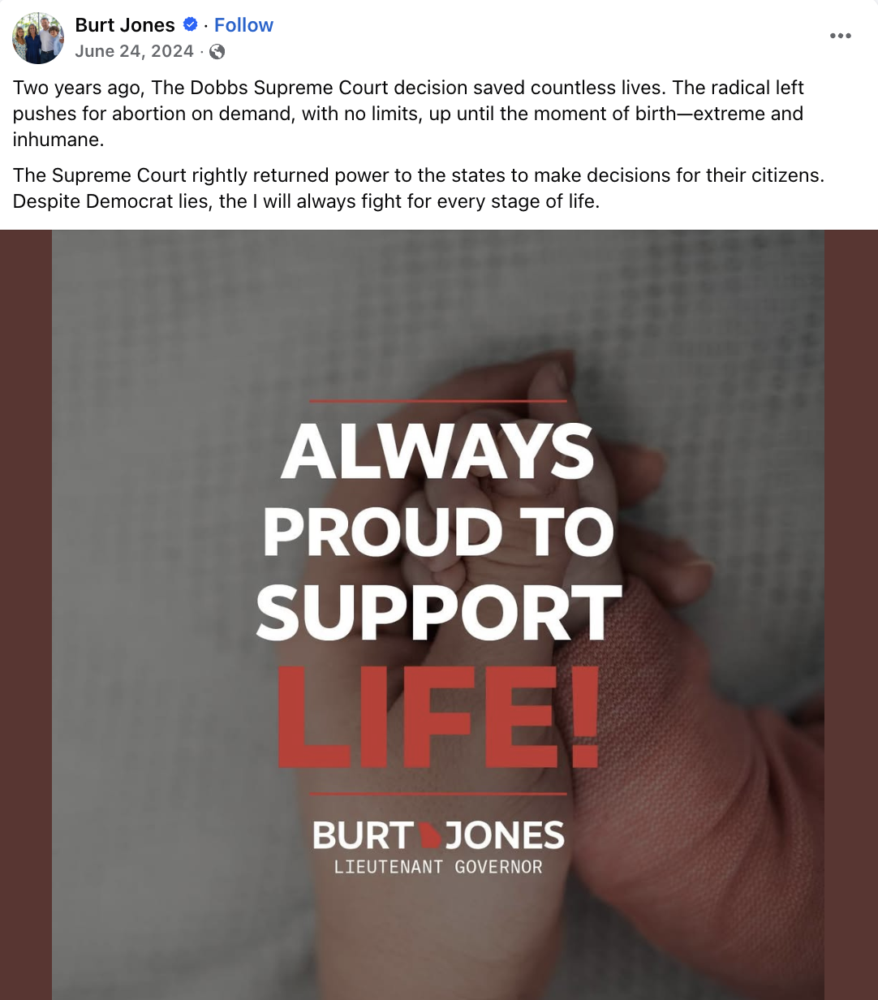 Burt Jones · Follow
June 24, 2024 ·
Two years ago, The Dobbs Supreme Court decision saved countless lives. The radical left
pushes for abortion on demand, with no limits, up until the moment of birth—extreme and
inhumane.
The Supreme Court rightly returned power to the states to make decisions for their citizens.
Despite Democrat lies, the I will always fight for every stage of life.
ALWAYS
PROUD TO
SUPPORT
LIFE!
BURT JONES
LIEUTENANT GOVERNOR